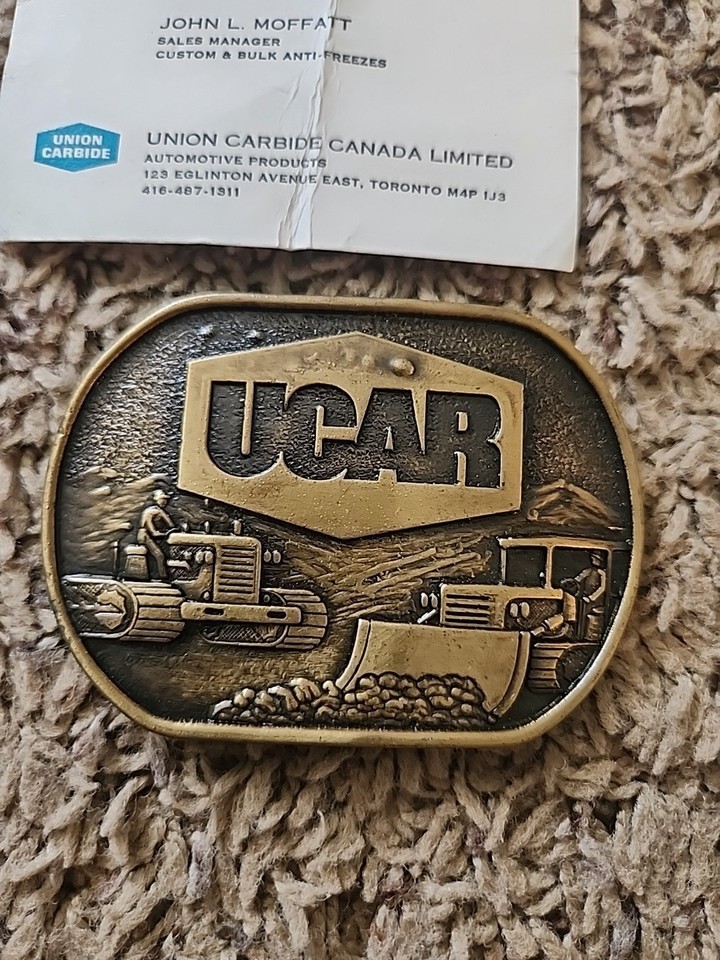 JOHN L. MOFFATT
SALES MANAGER
CUSTOM & BULK ANTI-FREEZES
UNION
CARBIDE
UNION CARBIDE CANADA LIMITED
AUTOMOTIVE PRODUCTS
123 EGLINTON AVENUE EAST, TORONTO M4P 1J3
416-487-1311
UCAR